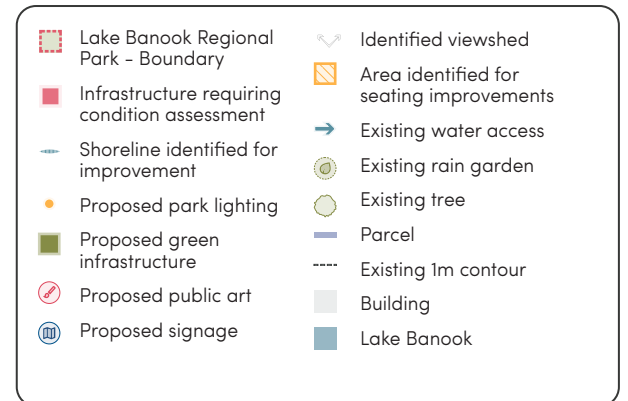 Lake Banook Regional
Park - Boundary
Infrastructure requiring
condition assessment
Shoreline identified for
improvement
Proposed park lighting
Proposed green
infrastructure
Proposed public art
Proposed signage
Identified viewshed
Area identified for
seating improvements
Existing water access
Existing rain garden
Existing tree
Parcel
Existing 1m contour
Building
Lake Banook